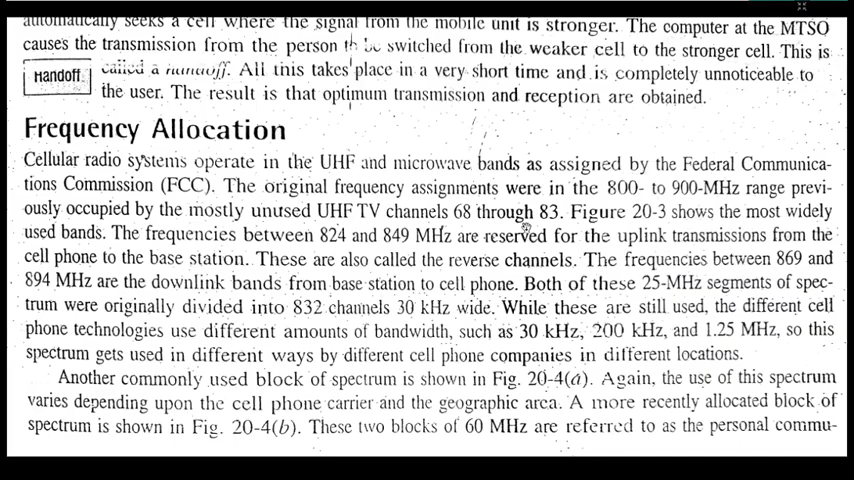 automatically seeks a cell where the signal from the mobile unit is stronger. The computer at the MTSO
causes the transmission from the person to be switched from the weaker cell to the stronger cell. This is
Handoff
called a handoff. All this takes place in a very short time and is completely unnoticeable to
the user. The result is that optimum transmission and reception are obtained.
Frequency Allocation
Cellular radio systems operate in the UHF and microwave bands as assigned by the Federal Communica-
tions Commission (FCC). The original frequency assignments were in the 800- to 900-MHz range previ-
ously occupied by the mostly unused UHF TV channels 68 through 83. Figure 20-3 shows the most widely
used bands. The frequencies between 824 and 849 MHz are reserved for the uplink transmissions from the
cell phone to the base station. These are also called the reverse channels. The frequencies between 869 and
894 MHz are the downlink bands from base station to cell phone. Both of these 25-MHz segments of spec-
trum were originally divided into 832 channels 30 kHz wide. While these are still used, the different cell
phone technologies use different amounts of bandwidth, such as 30 kHz, 200 kHz, and 1.25 MHz, so this
spectrum gets used in different ways by different cell phone companies in different locations.
Another commonly used block of spectrum is shown in Fig. 20-4(a). Again, the use of this spectrum
varies depending upon the cell phone carrier and the geographic area. A more recently allocated block of
spectrum is shown in Fig. 20-4(b). These two blocks of 60 MHz are referred to as the personal commu-